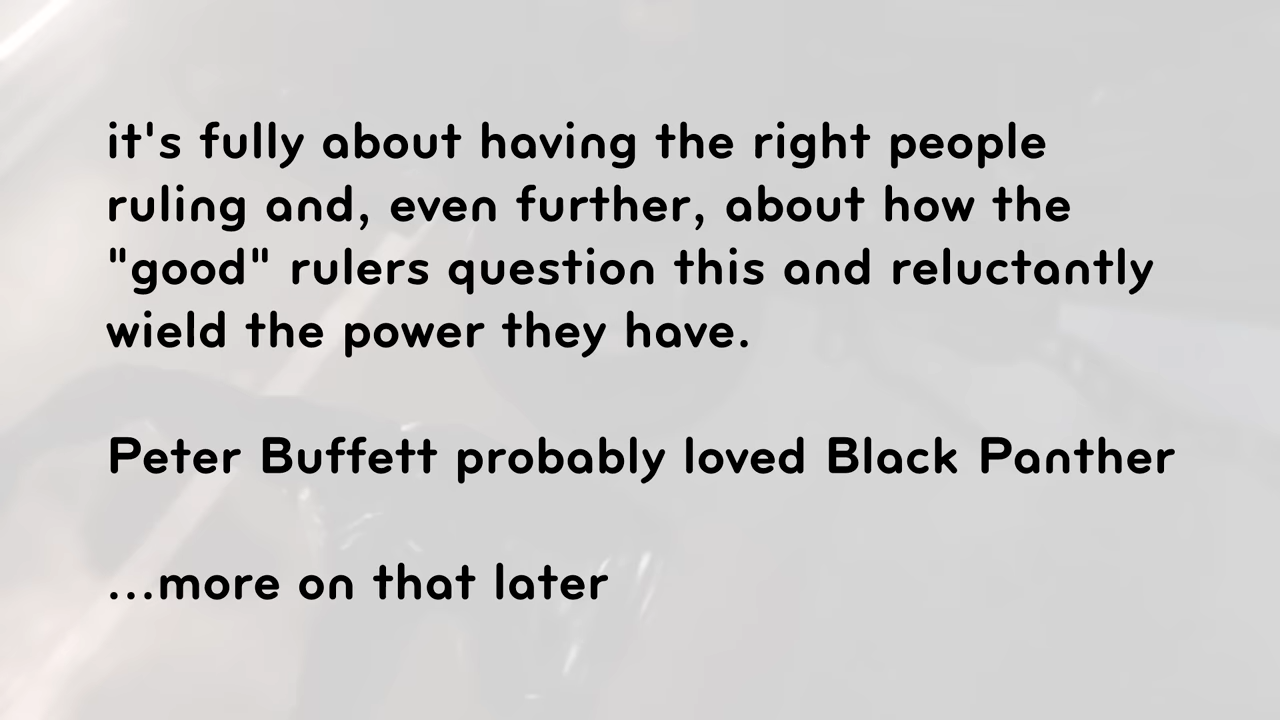 it's fully about having the right people
ruling and, even further, about how the
"good" rulers question this and reluctantly
wield the power they have.
Peter Buffett probably loved Black Panther
...more on that later